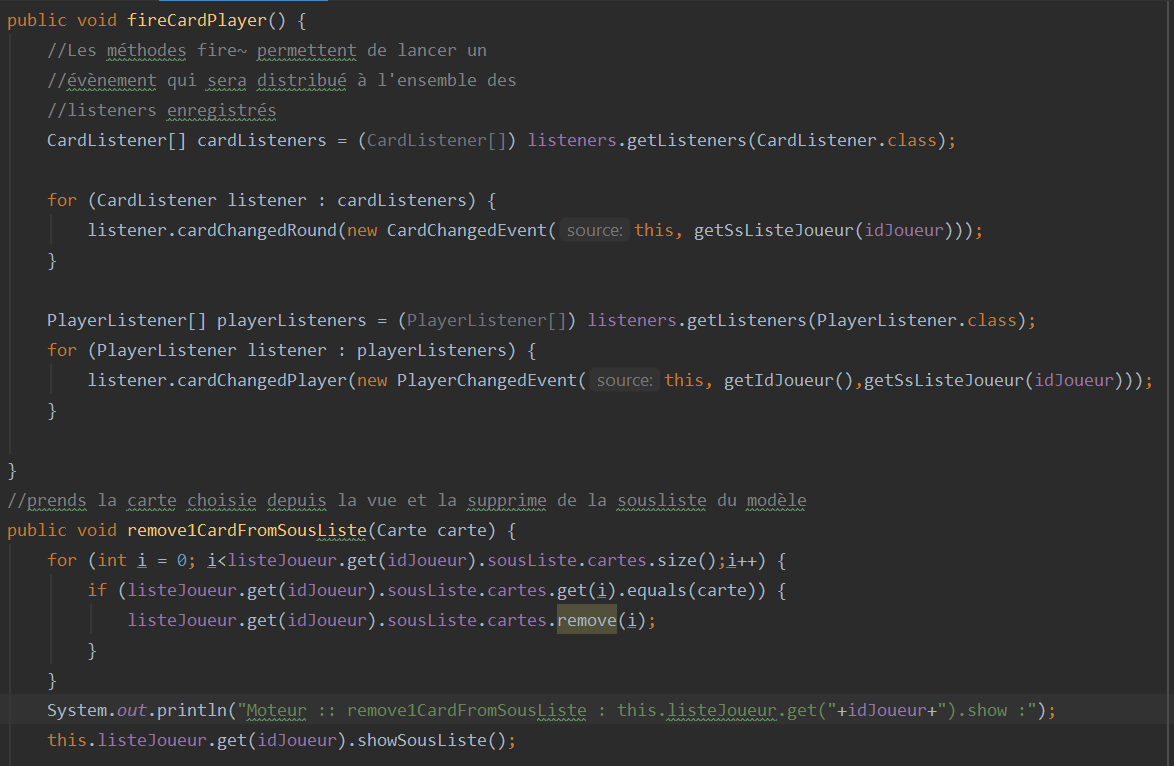 public void fireCardPlayer() {
//Les méthodes fire~ permettent de lancer un
//évènement qui sera distribué à l'ensemble des
//listeners enregistrés
CardListener[] cardListeners = (CardListener[]) listeners.getListeners(CardListener.class);
for (CardListener listener : cardListeners) {
listener.cardChangedRound(new CardChangedEvent( source: this, getSsListeJoueur(idJoueur)));
}
PlayerListener[] playerListeners = (PlayerListener[]) listeners.getListeners(PlayerListener.class);
for (PlayerListener listener : playerListeners) {
listener.cardChangedPlayer(new PlayerChangedEvent( source: this, getIdJoueur(),getSsListeJoueur(idJoueur)));
}
}
//prends la carte choisie depuis la vue et la supprime de la sousliste du modèle
public void remove1CardFromSousListe(Carte carte) {
for (int i = 0; i<listeJoueur.get(idJoueur).sousListe.cartes.size();i++) {
if (listeJoueur.get(idJoueur).sousListe.cartes.get(i).equals(carte)) {
listeJoueur.get(idJoueur).sousListe.cartes.remove(i);
}
}
System.out.println("Moteur :: remove1CardFromSousListe : this.listeJoueur.get("+idJoueur+").show :");
this.listeJoueur.get(idJoueur).showSousListe();